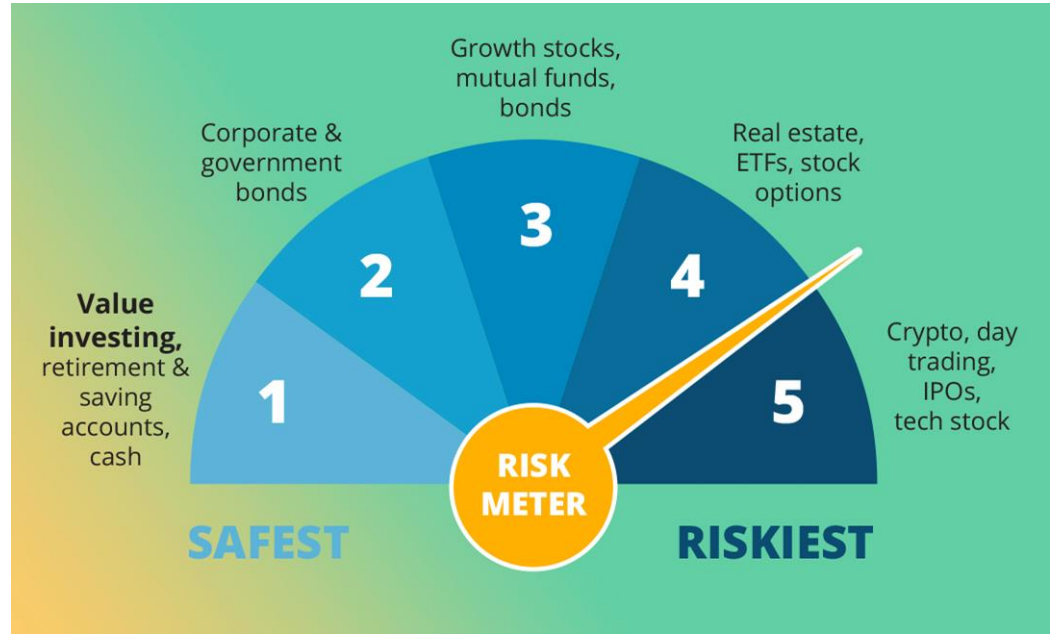 Growth stocks,
mutual funds,
bonds
Corporate &
government
bonds
Real estate,
ETFs, stock
options
Value
investing,
retirement &
saving
accounts,
cash
Crypto, day
trading,
IPOs,
tech stock
1
2
3
4
5
RISK
METER
SAFEST
RISKIEST